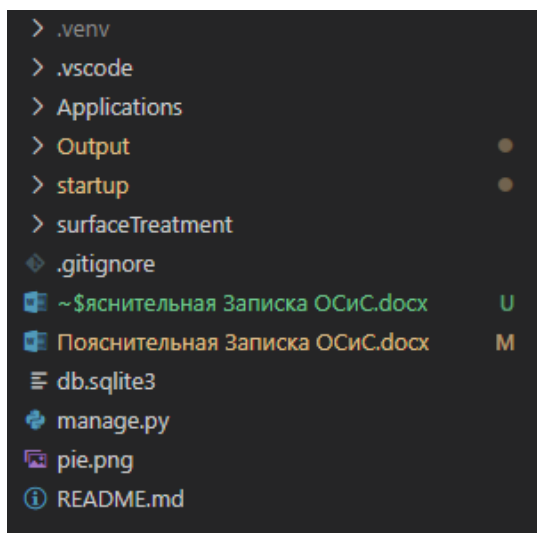 .venv
.vscode
Applications
Output
startup
surfaceTreatment
.gitignore
~$яснительная Записка ОСиС.docx U
Пояснительная Записка ОСиС.docx M
db.sqlite3
manage.py
pie.png
README.md